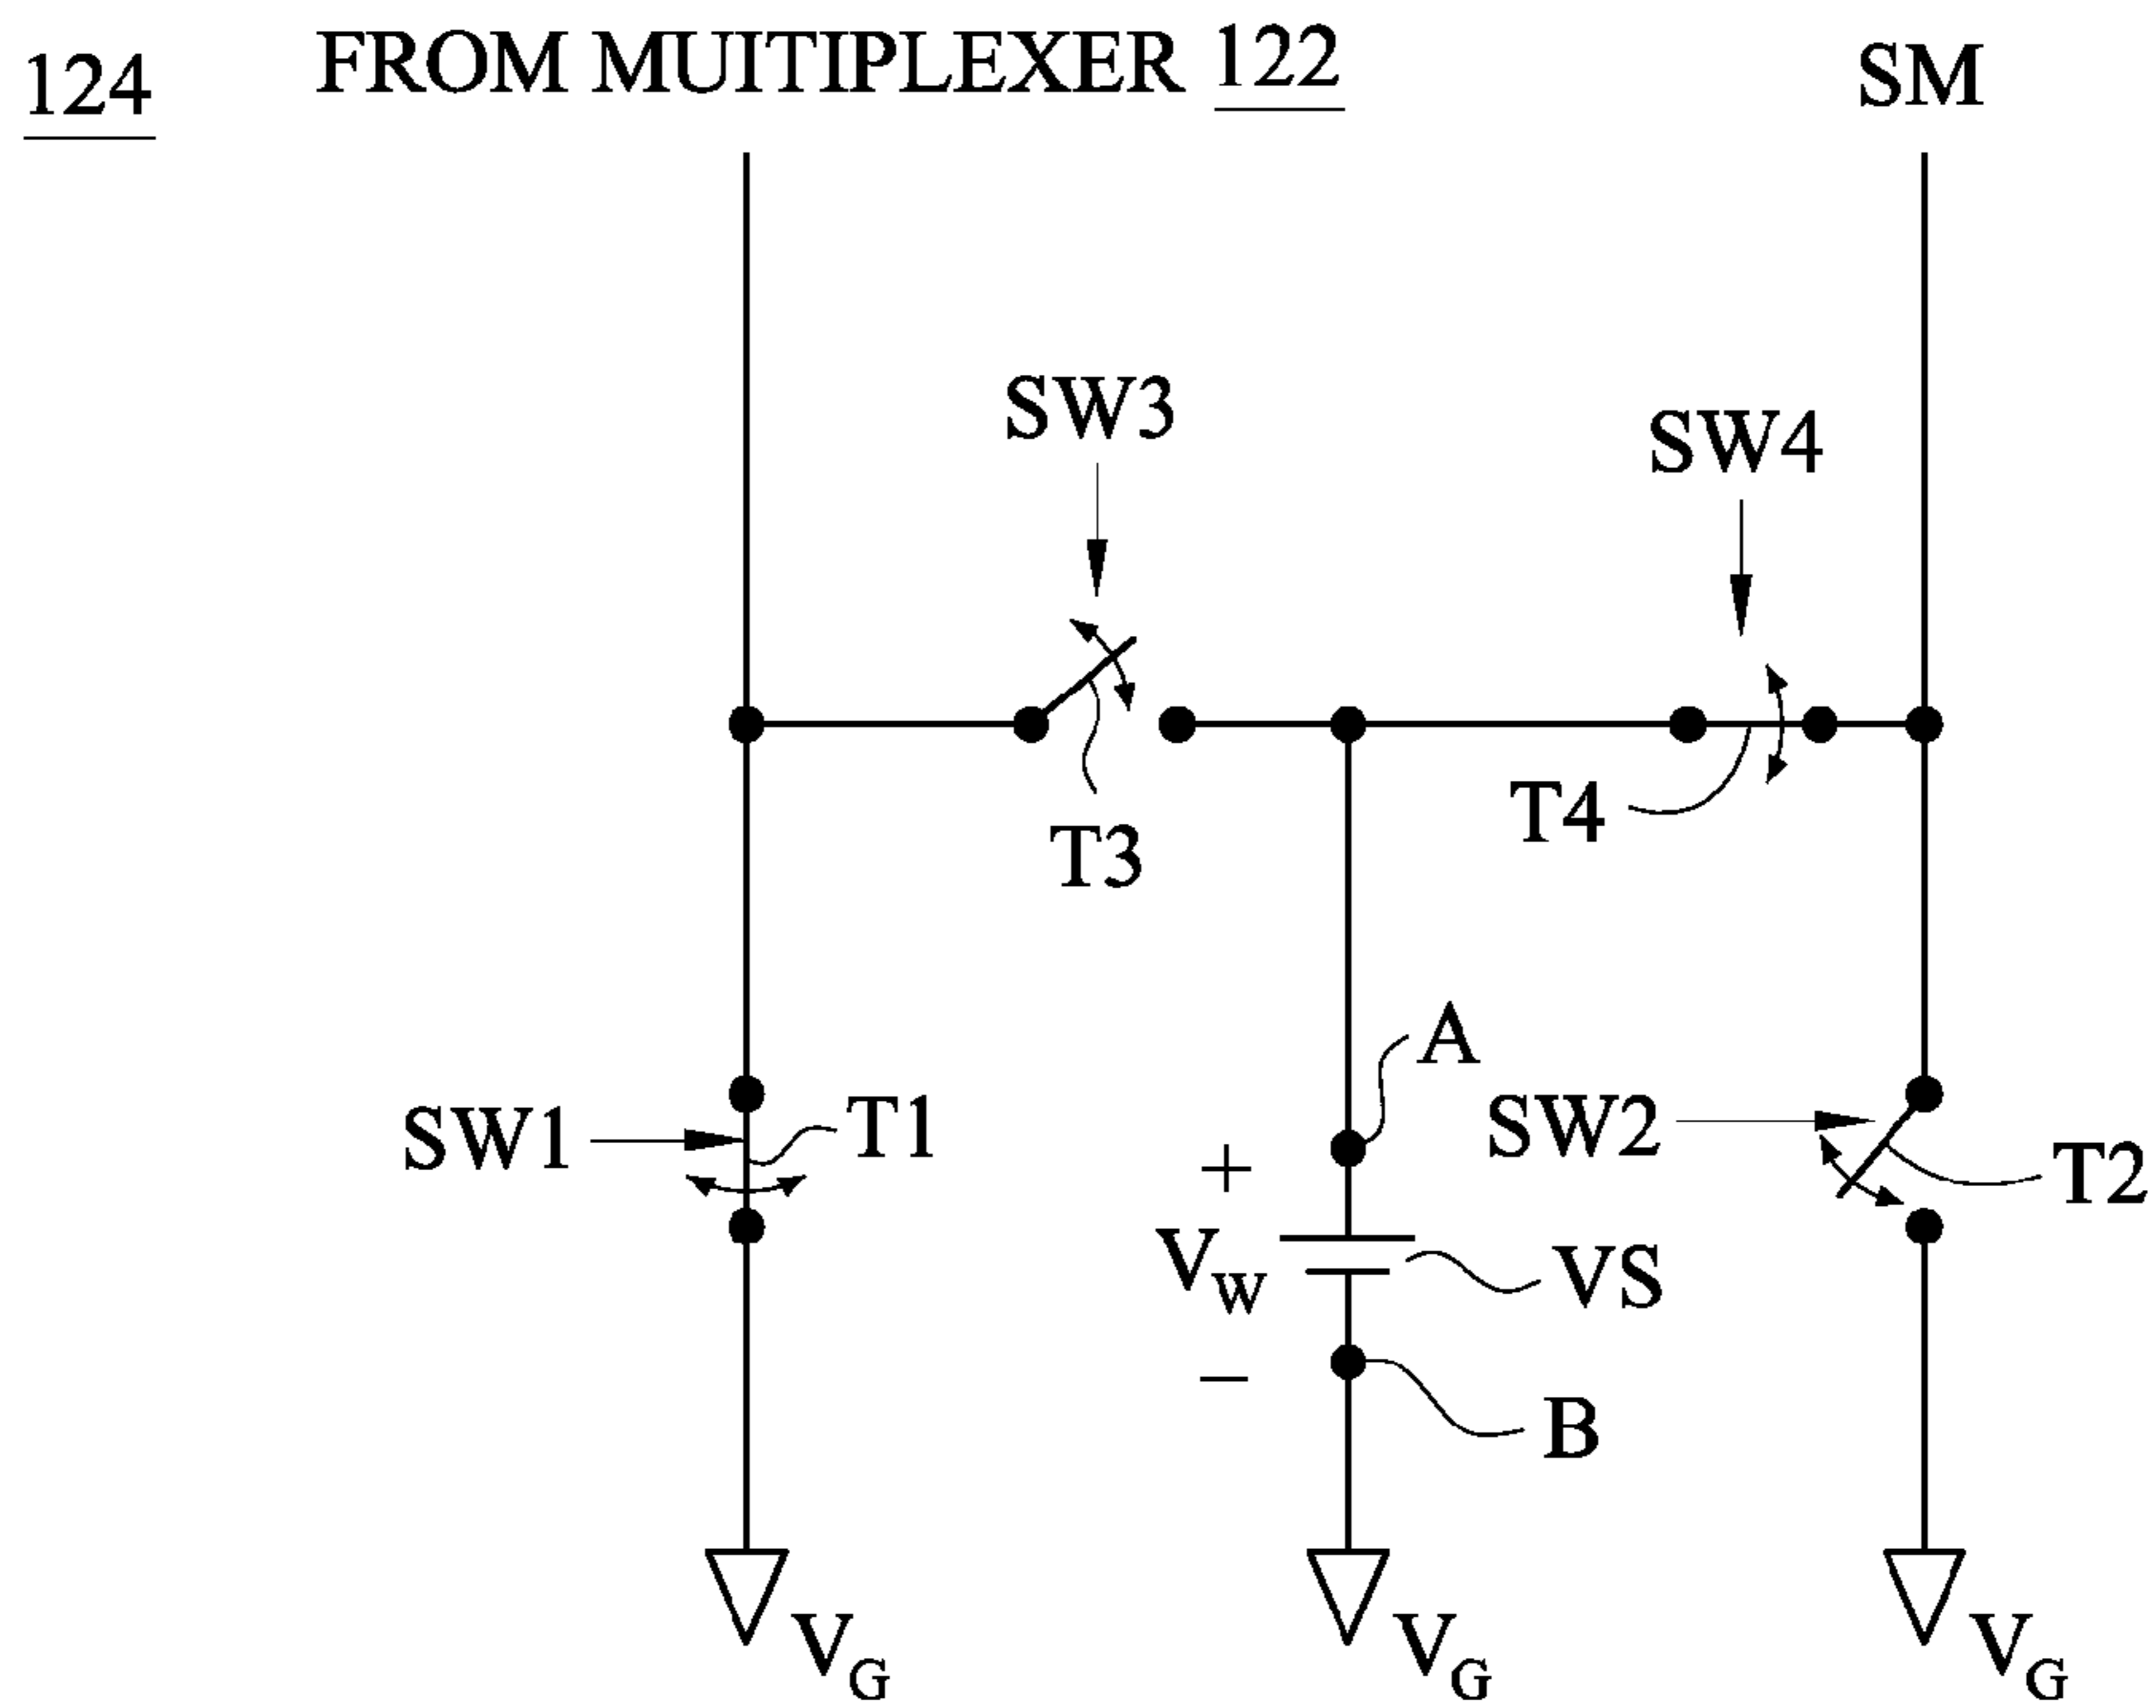 124
FROM MUITIPLEXER 122
SM
SW3
SW4
T3
T4
A
SW1
T1
SW2
T2
+
VW
VS
−
B
VG
VG
VG